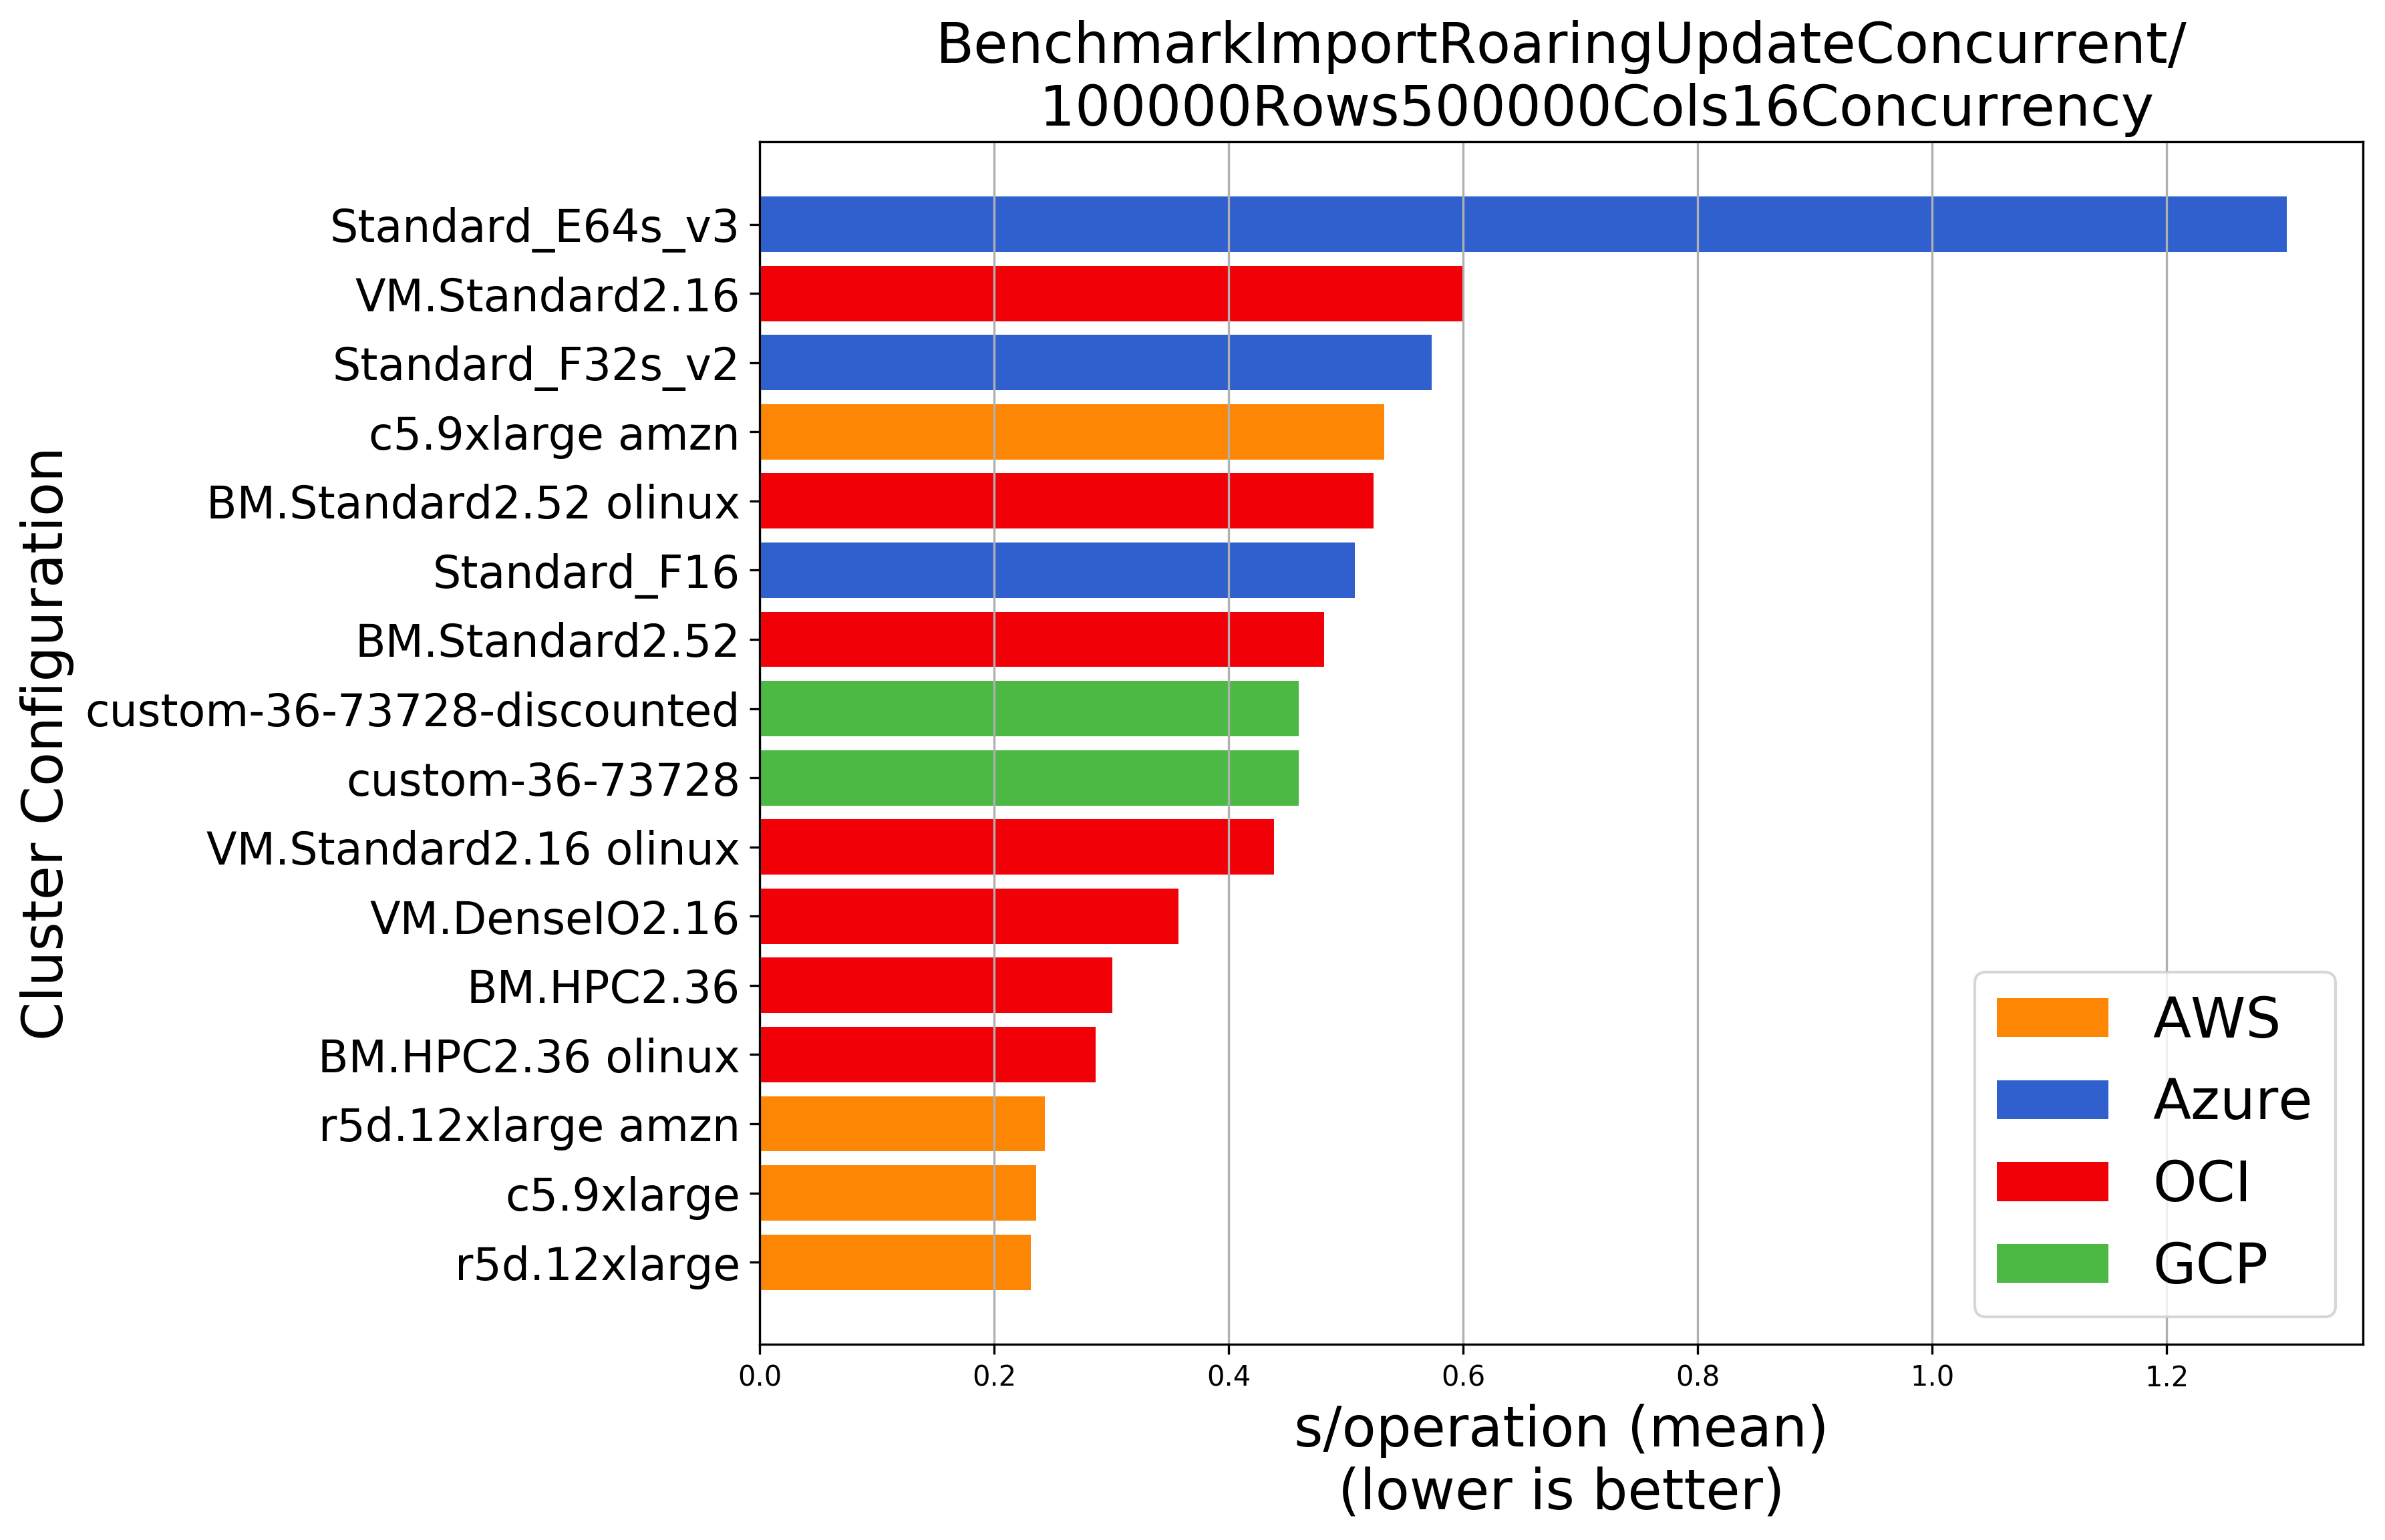 BenchmarkImportRoaringUpdateConcurrent/
100000Rows500000Cols16Concurrency
Cluster Configuration
Standard_E64s_v3
VM.Standard2.16
Standard_F32s_v2
c5.9xlarge amzn
BM.Standard2.52 olinux
Standard_F16
BM.Standard2.52
custom-36-73728-discounted
custom-36-73728
VM.Standard2.16 olinux
VM.DenseIO2.16
BM.HPC2.36
BM.HPC2.36 olinux
r5d.12xlarge amzn
c5.9xlarge
r5d.12xlarge
AWS
Azure
OCI
GCP
0.0 0.2 0.4 0.6 0.8 1.0 1.2
s/operation (mean)
(lower is better)